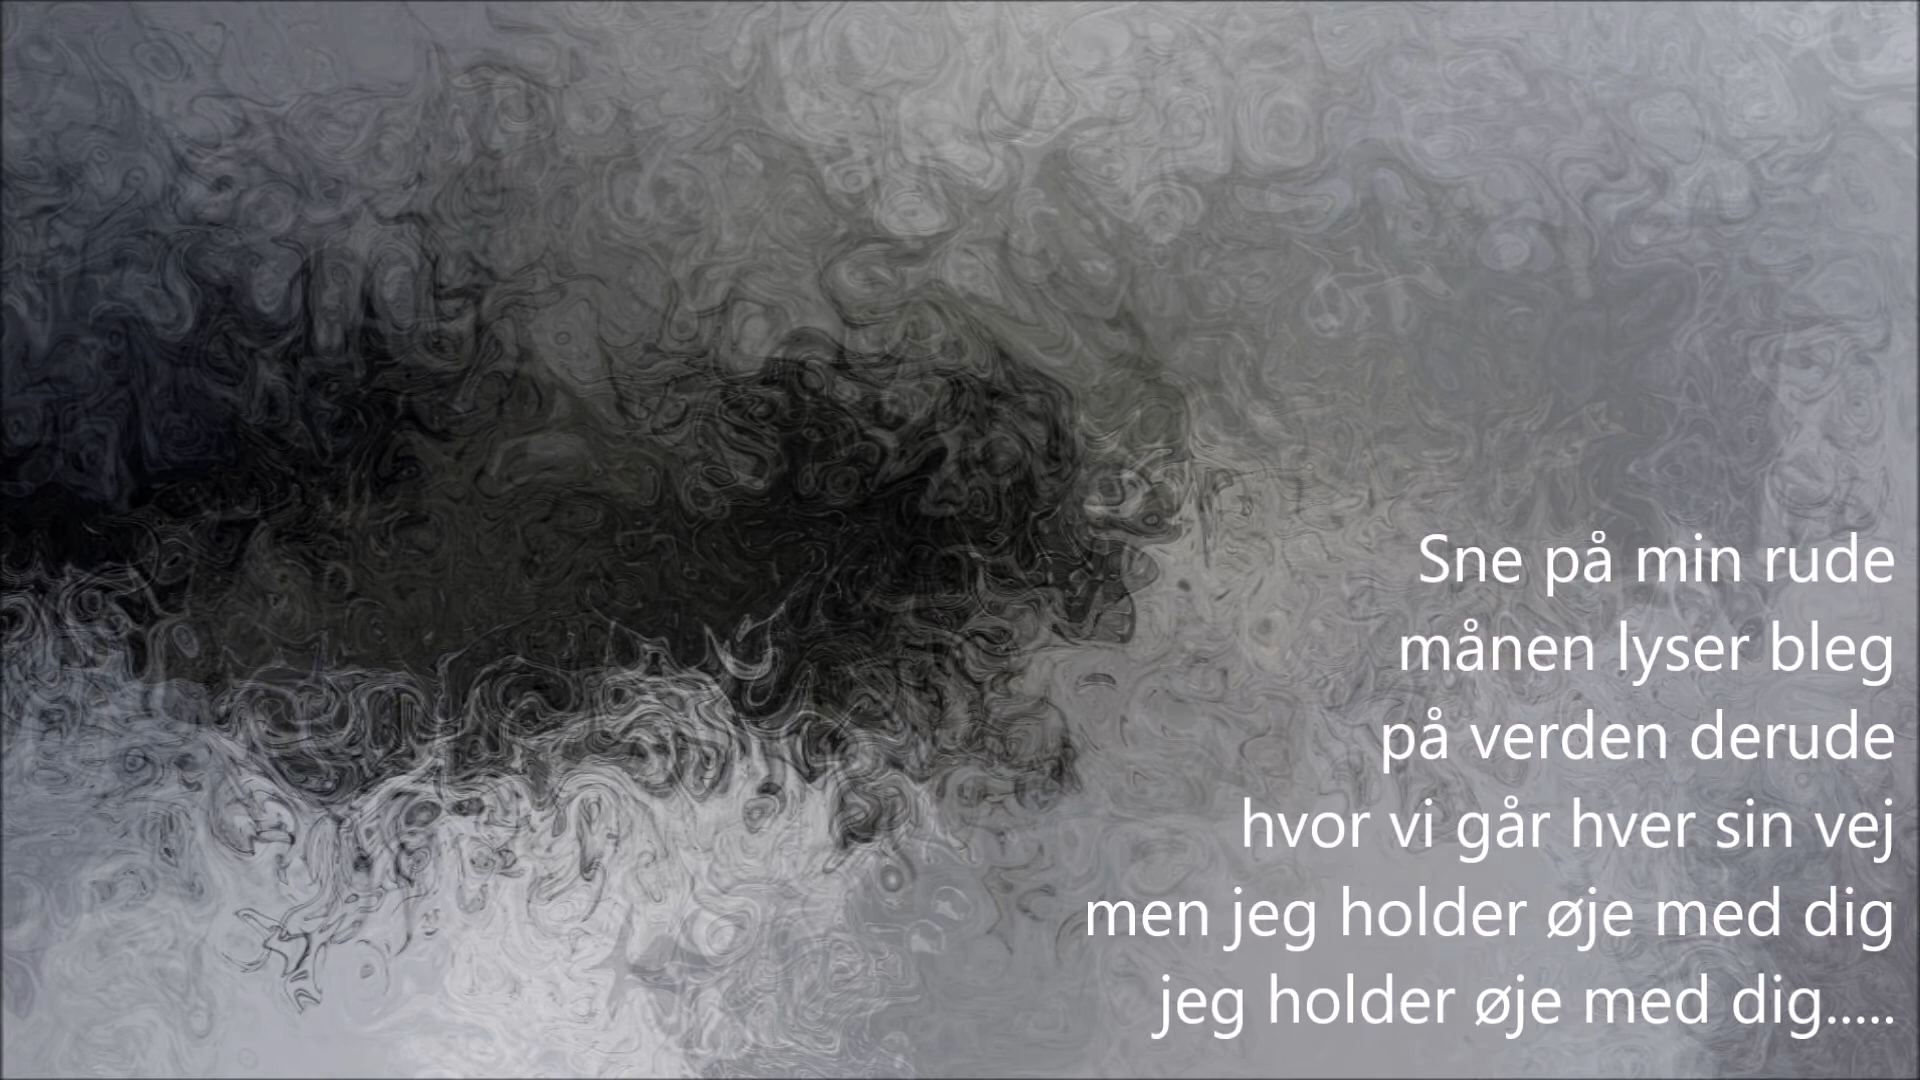 Sne på min rude
månen lyser bleg
på verden derude
hvor vi går hver sin vej
men jeg holder øje med dig
jeg holder øje med dig.....